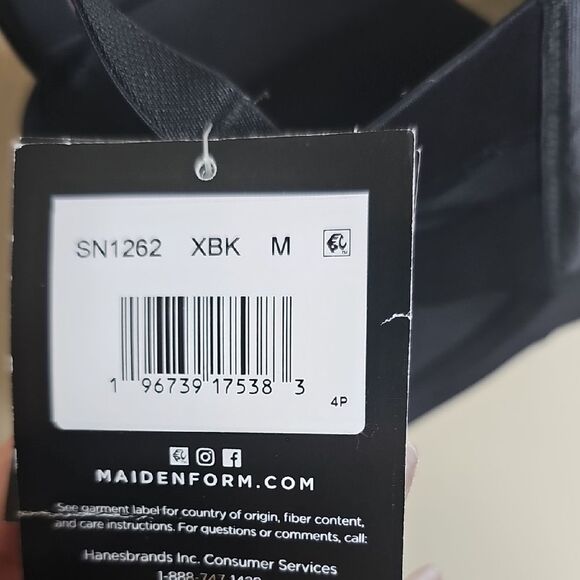 SN1262 XBK M
1 96739 17538 3
4P
MAIDENFORM.COM
See garment label for country of origin, fiber content,
and care instructions. For questions or comments, call:
Hanesbrands Inc. Consumer Services